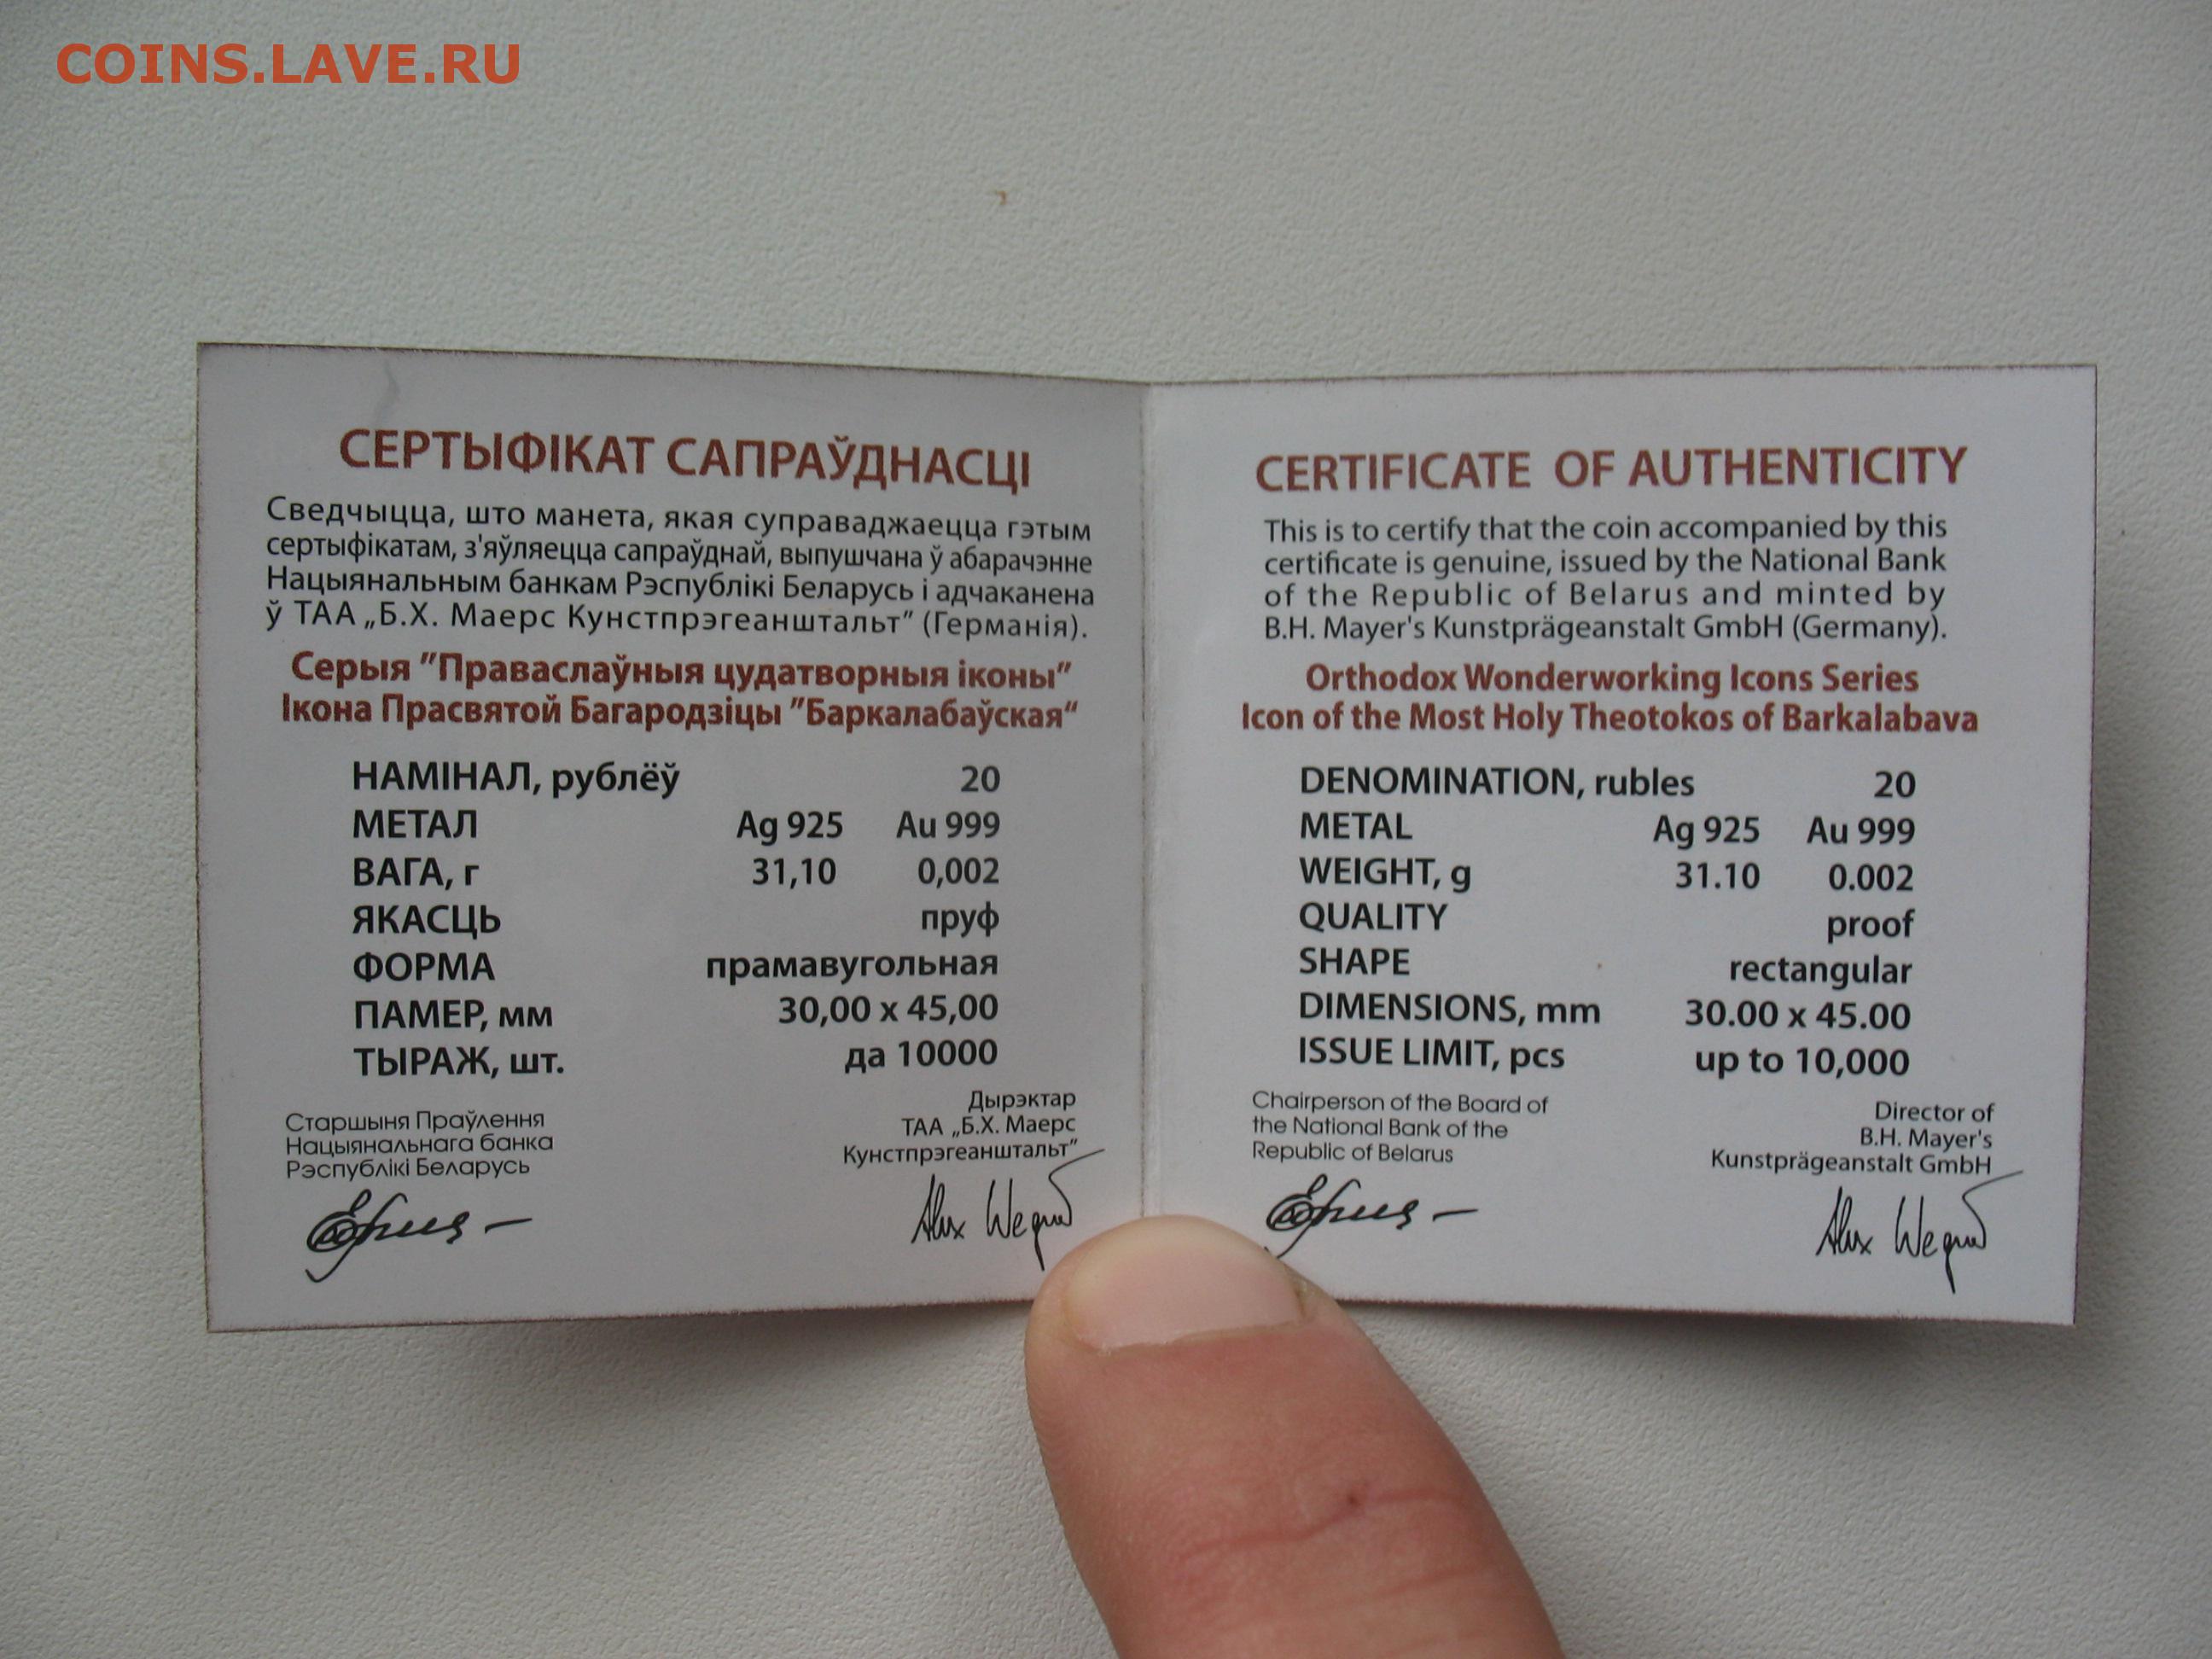 COINS.LAVE.RU
СЕРТЫФІКАТ САПРАЎДНАСЦІ
Сведчыцца, што манета, якая суправаджаецца гэтым
сертыфікатам, з'яўляецца сапраўднай, выпушчана ў абарачэнне
Нацыянальным банкам Рэспублікі Беларусь і адчаканена
ў ТАА „Б.Х. Маерс Кунстпрэгеанштальт” (Германія).
Серыя ”Праваслаўныя цудатворныя іконы”
Ікона Прасвятой Багародзіцы ”Баркалабаўская“
НАМІНАЛ, рублёў 20
МЕТАЛ Ag 925 Au 999
ВАГА, г 31,10 0,002
ЯКАСЦЬ пруф
ФОРМА прамавугольная
ПАМЕР, мм 30,00 х 45,00
ТЫРАЖ, шт. да 10000
Старшыня Праўлення
Нацыянальнага банка
Рэспублікі Беларусь
Дырэктар
ТАА „Б.Х. Маерс
Кунстпрэгеанштальт”
CERTIFICATE OF AUTHENTICITY
This is to certify that the coin accompanied by this
certificate is genuine, issued by the National Bank
of the Republic of Belarus and minted by
B.H. Mayer's Kunstprägeanstalt GmbH (Germany).
Orthodox Wonderworking Icons Series
Icon of the Most Holy Theotokos of Barkalabava
DENOMINATION, rubles 20
METAL Ag 925 Au 999
WEIGHT, g 31.10 0.002
QUALITY proof
SHAPE rectangular
DIMENSIONS, mm 30.00 x 45.00
ISSUE LIMIT, pcs up to 10,000
Chairperson of the Board of
the National Bank of the
Republic of Belarus
Director of
B.H. Mayer's
Kunstprägeanstalt GmbH